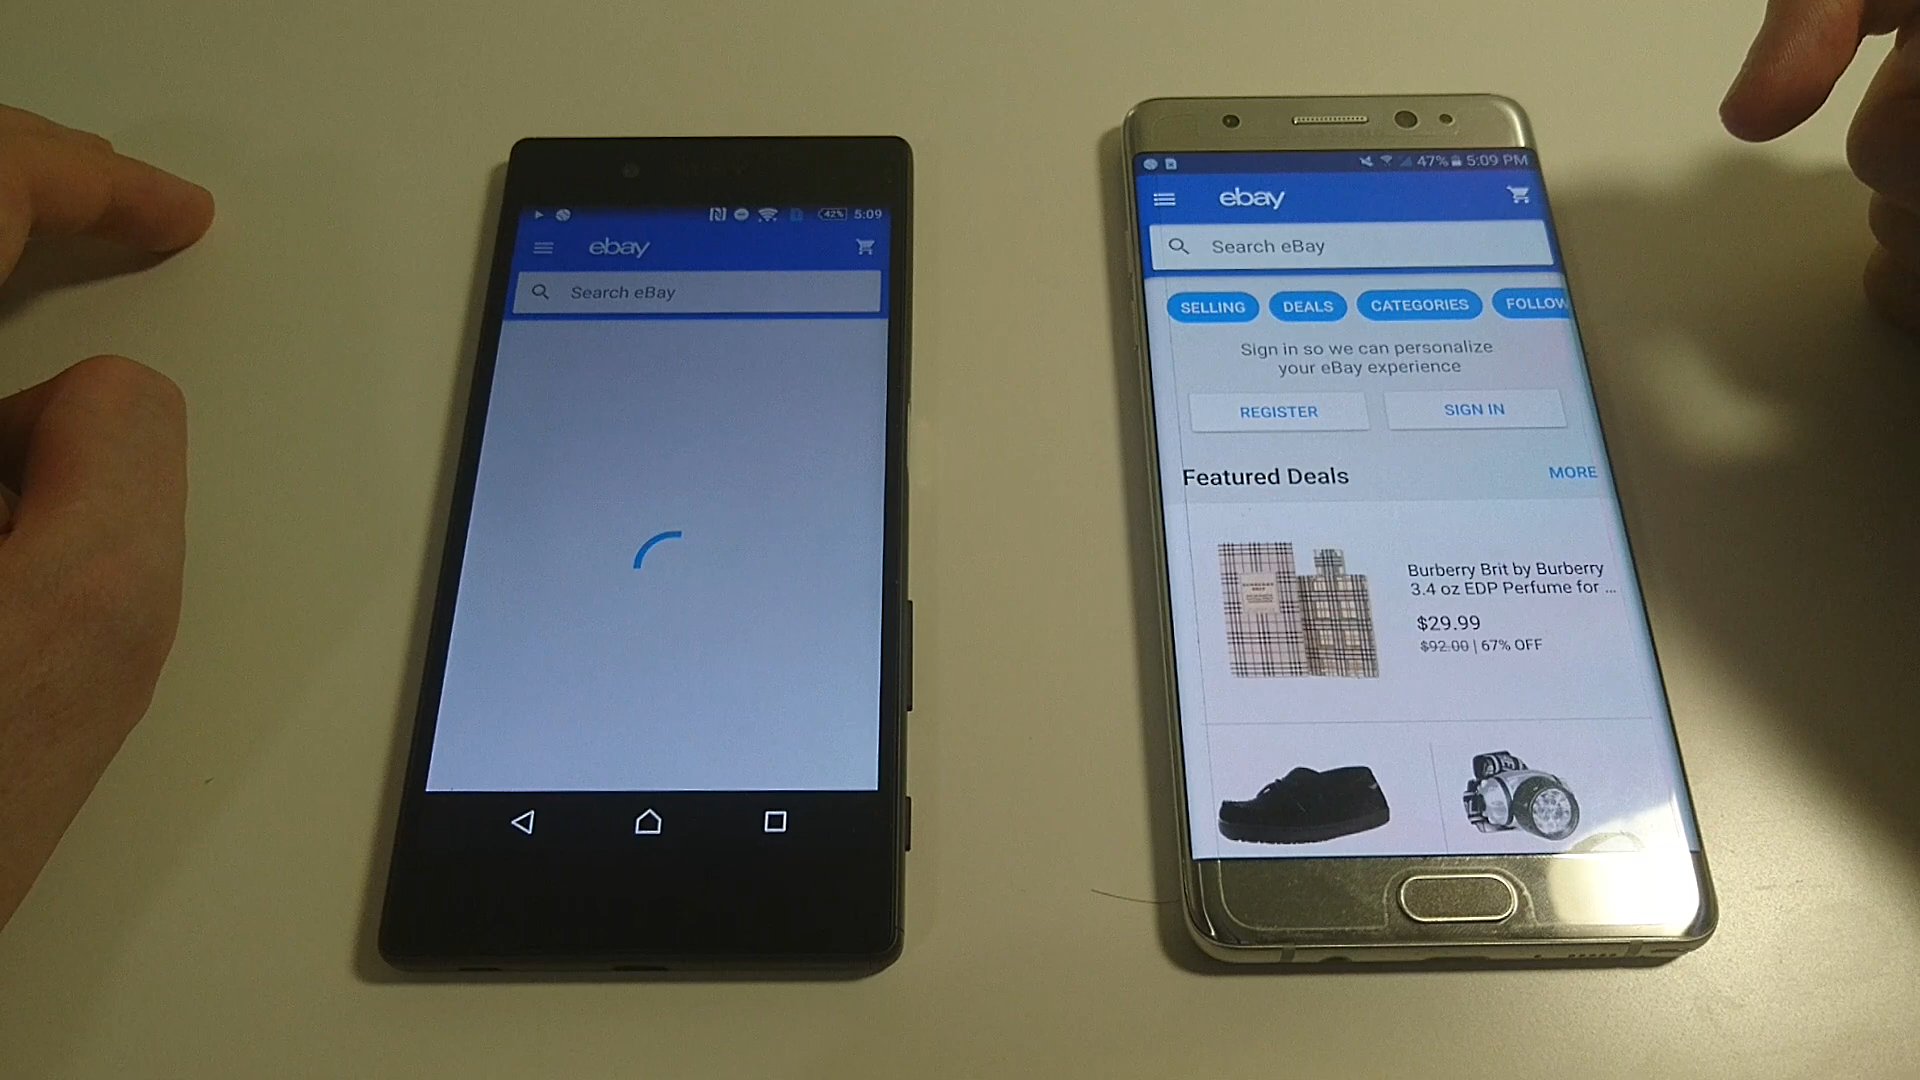 42% 5:09
ebay
Search eBay
47% 5:09 PM
ebay
Search eBay
SELLING DEALS CATEGORIES FOLLOW
Sign in so we can personalize
your eBay experience
REGISTER SIGN IN
Featured Deals MORE
Burberry Brit by Burberry
3.4 oz EDP Perfume for ...
$29.99
$92.00 | 67% OFF